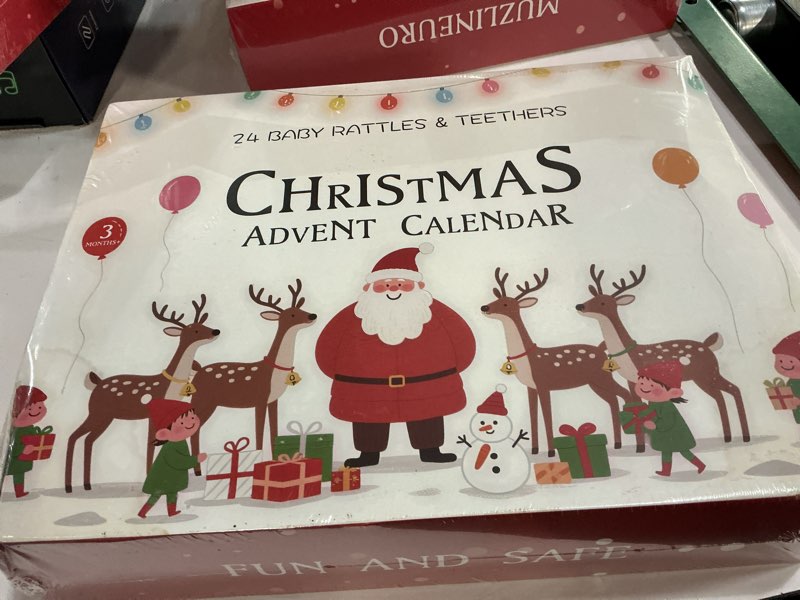 MUZLINEURO
24 BABY RATTLES & TEETHERS
CHRISTMAS
ADVENT CALENDAR
3
MONTHS+
FUN AND SAFE